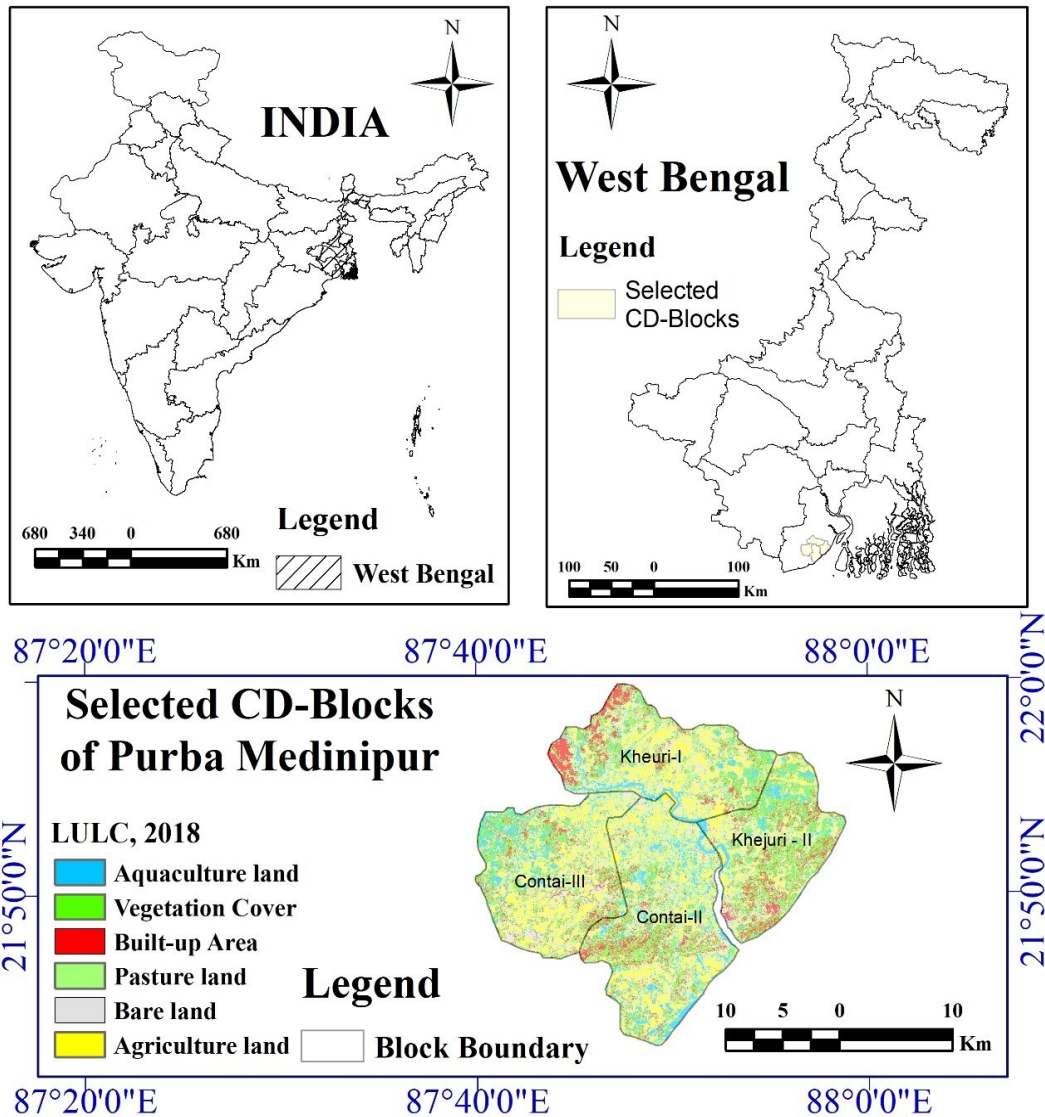 N
INDIA
680 340 0 680
Km
Legend
West Bengal
N
West Bengal
Legend
Selected
CD-Blocks
100 50 0 100
Km
87°20'0"E 87°40'0"E 88°0'0"E
22°0'0"N
Selected CD-Blocks
of Purba Medinipur
N
LULC, 2018
Aquaculture land
Vegetation Cover
Built-up Area
Pasture land
Bare land
Agriculture land
Legend
Block Boundary
Kheuri-I
Khejuri - II
Contai-III
Contai-II
10 5 0 10
Km
21°50'0"N
21°50'0"N
87°20'0"E 87°40'0"E 88°0'0"E